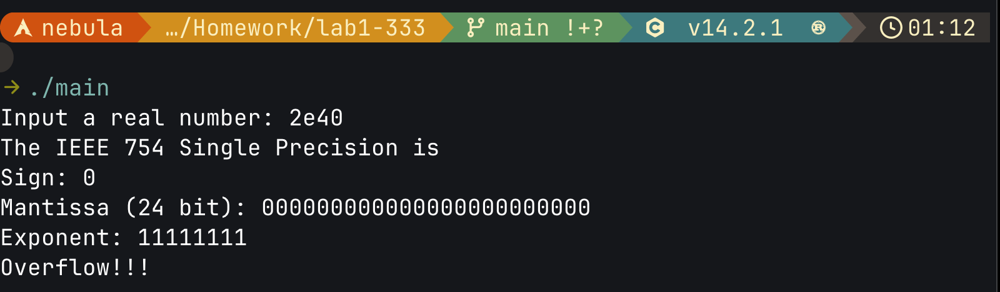 nebula …/Homework/lab1-333 main !+? C v14.2.1 R 01:12
→ ./main
Input a real number: 2e40
The IEEE 754 Single Precision is
Sign: 0
Mantissa (24 bit): 000000000000000000000000
Exponent: 11111111
Overflow!!!